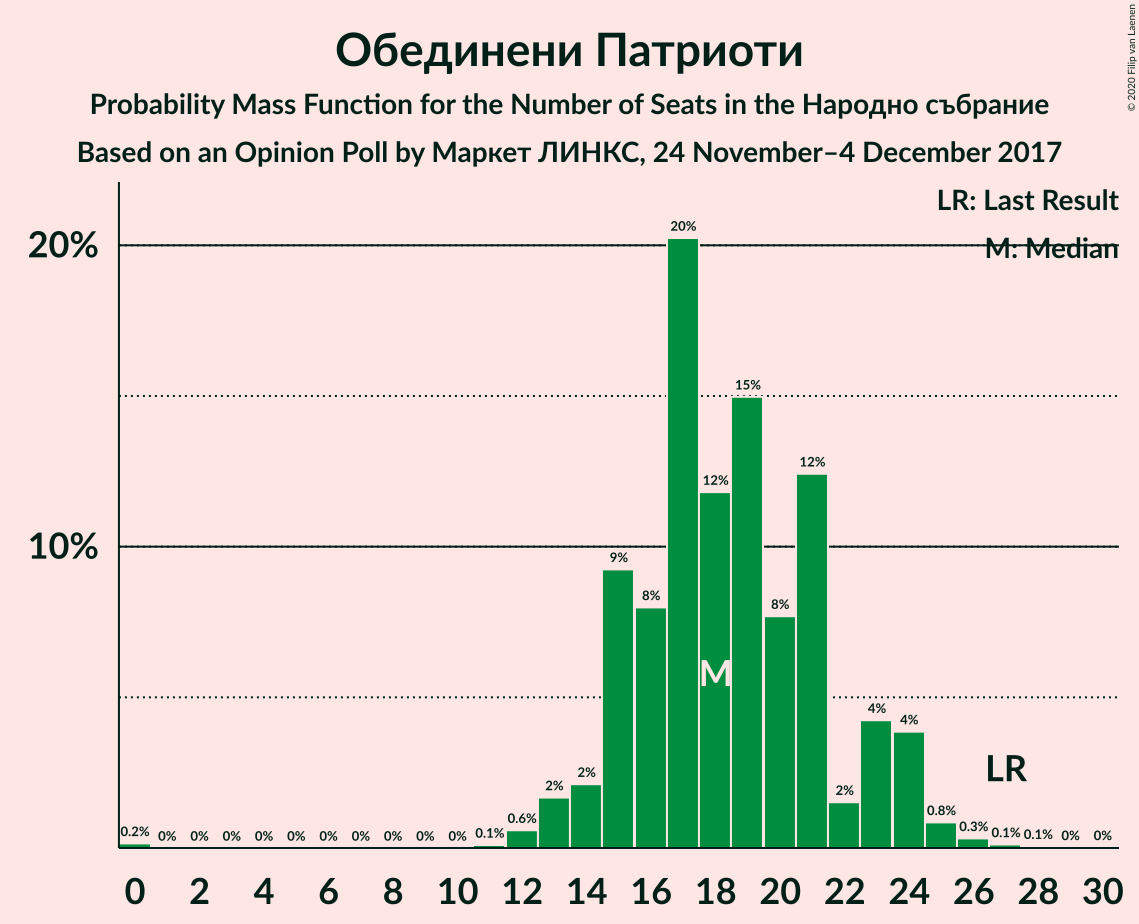 Обединени Патриоти
Probability Mass Function for the Number of Seats in the Народно събрание
Based on an Opinion Poll by Маркет ЛИНКС, 24 November–4 December 2017
© 2020 Filip van Laenen
LR: Last Result
M: Median
20%
10%
0.2% 0% 0% 0% 0% 0% 0% 0% 0% 0% 0% 0.1% 0.6% 2% 2% 9% 8% 20% 12% 15% 8% 12% 2% 4% 4% 0.8% 0.3% 0.1% 0.1% 0% 0%
M
LR
0 2 4 6 8 10 12 14 16 18 20 22 24 26 28 30